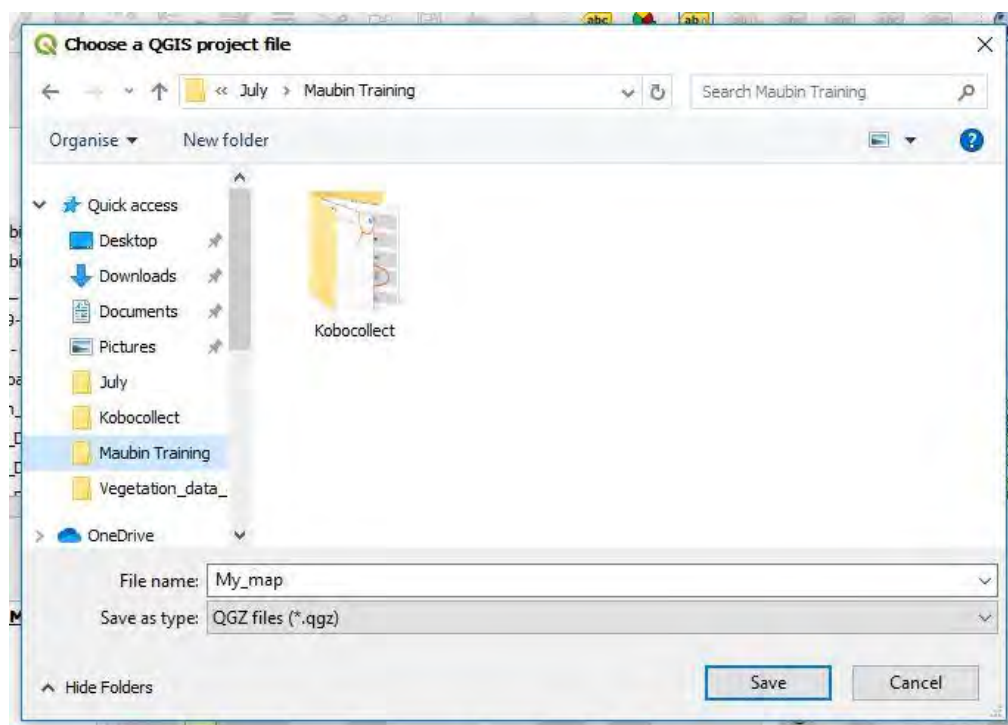 abc abc
Choose a QGIS project file
« July > Maubin Training
Search Maubin Training
Organise
New folder
?
Quick access
Desktop
Downloads
Documents
Pictures
July
Kobocollect
Maubin Training
Vegetation_data_
OneDrive
Kobocollect
File name: My_map
Save as type: QGZ files (*.qgz)
Hide Folders
Save
Cancel